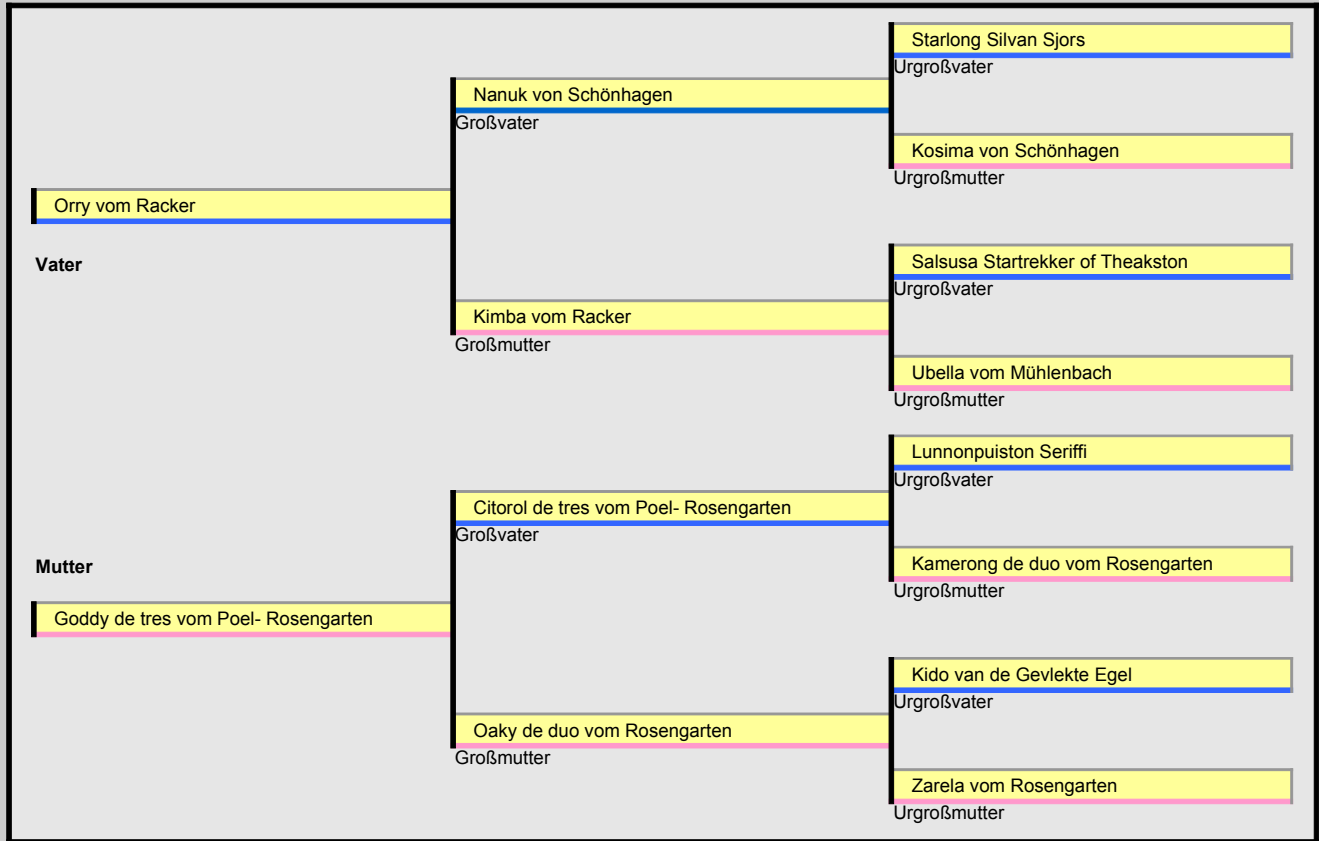 Starlong Silvan Sjors
Urgroßvater
Nanuk von Schönhagen
Großvater
Kosima von Schönhagen
Urgroßmutter
Orry vom Racker
Vater
Salsusa Startrekker of Theakston
Urgroßvater
Kimba vom Racker
Großmutter
Ubella vom Mühlenbach
Urgroßmutter
Lunnonpuiston Seriffi
Urgroßvater
Citorol de tres vom Poel- Rosengarten
Großvater
Mutter
Kamerong de duo vom Rosengarten
Urgroßmutter
Goddy de tres vom Poel- Rosengarten
Kido van de Gevlekte Egel
Urgroßvater
Oaky de duo vom Rosengarten
Großmutter
Zarela vom Rosengarten
Urgroßmutter